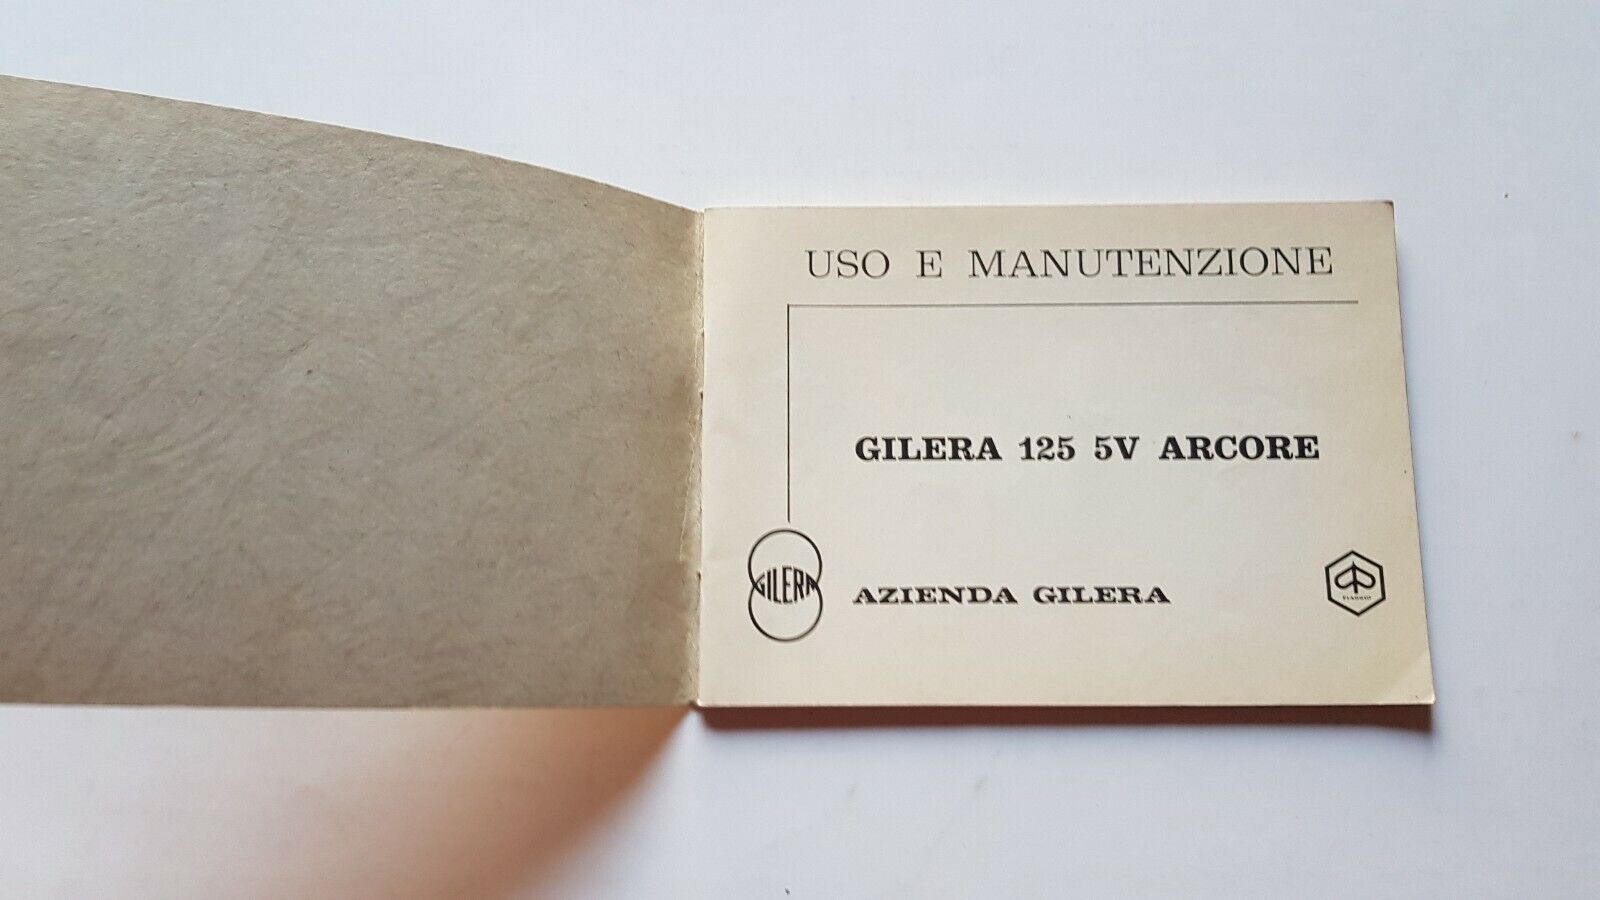 USO E MANUTENZIONE
GILERA 125 5V ARCORE
GILERA
AZIENDA GILERA
PIAGGIO